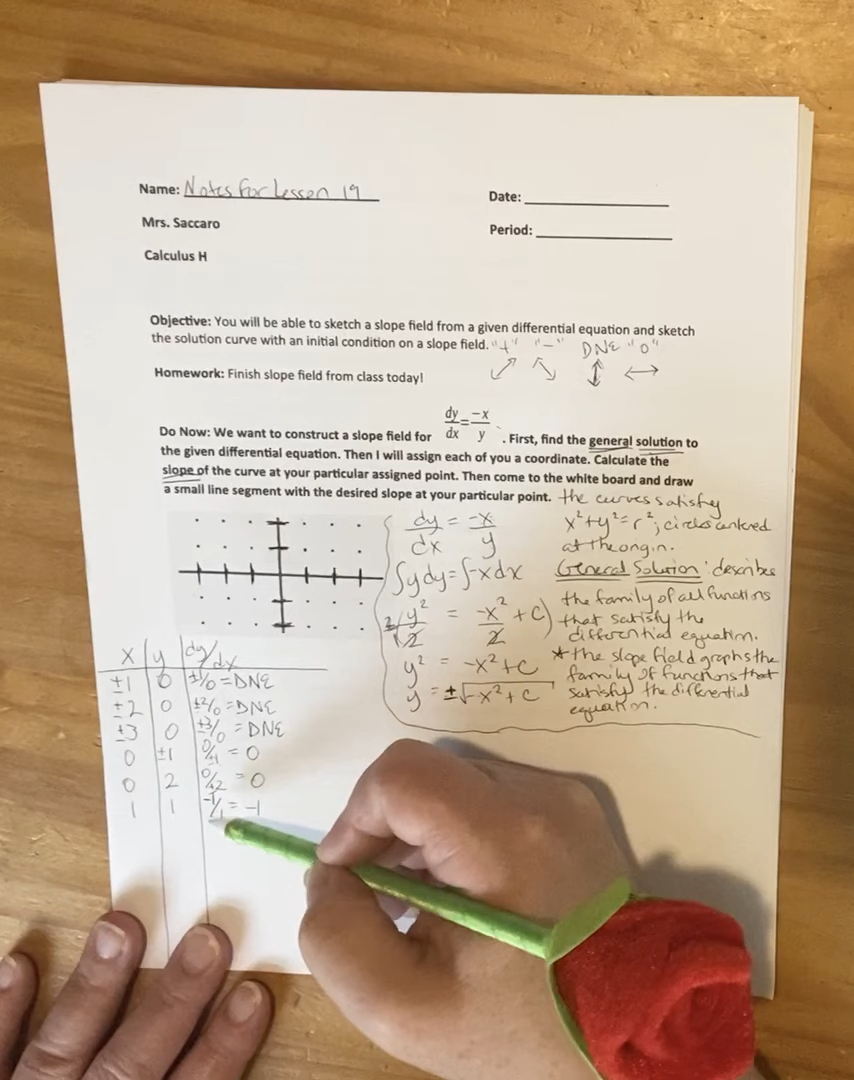 Name: Notes for Lesson 19
Date:
Mrs. Saccaro
Period:
Calculus H
Objective: You will be able to sketch a slope field from a given differential equation and sketch
the solution curve with an initial condition on a slope field. "+" "-" DNE "0"
Homework: Finish slope field from class today!
Do Now: We want to construct a slope field for dy/dx = -x/y . First, find the general solution to
the given differential equation. Then I will assign each of you a coordinate. Calculate the
slope of the curve at your particular assigned point. Then come to the white board and draw
a small line segment with the desired slope at your particular point.
dy/dx = -x/y
∫y dy = ∫-x dx
2(y²/2 = -x²/2 + C)
y² = -x² + C
y = ±√-x² + C
the curves satisfy
x² + y² = r²; circles centered
at the origin.
General Solution: describes
the family of all functions
that satisfy the
differential equation.
*the slope field graphs the
family of functions that
satisfy the differential
equation.
x y dy/dx
±1 0 ±1/0 = DNE
±2 0 ±2/0 = DNE
±3 0 ±3/0 = DNE
0 ±1 0/±1 = 0
0 2 0/±2 = 0
1 1 -1/1 = -1